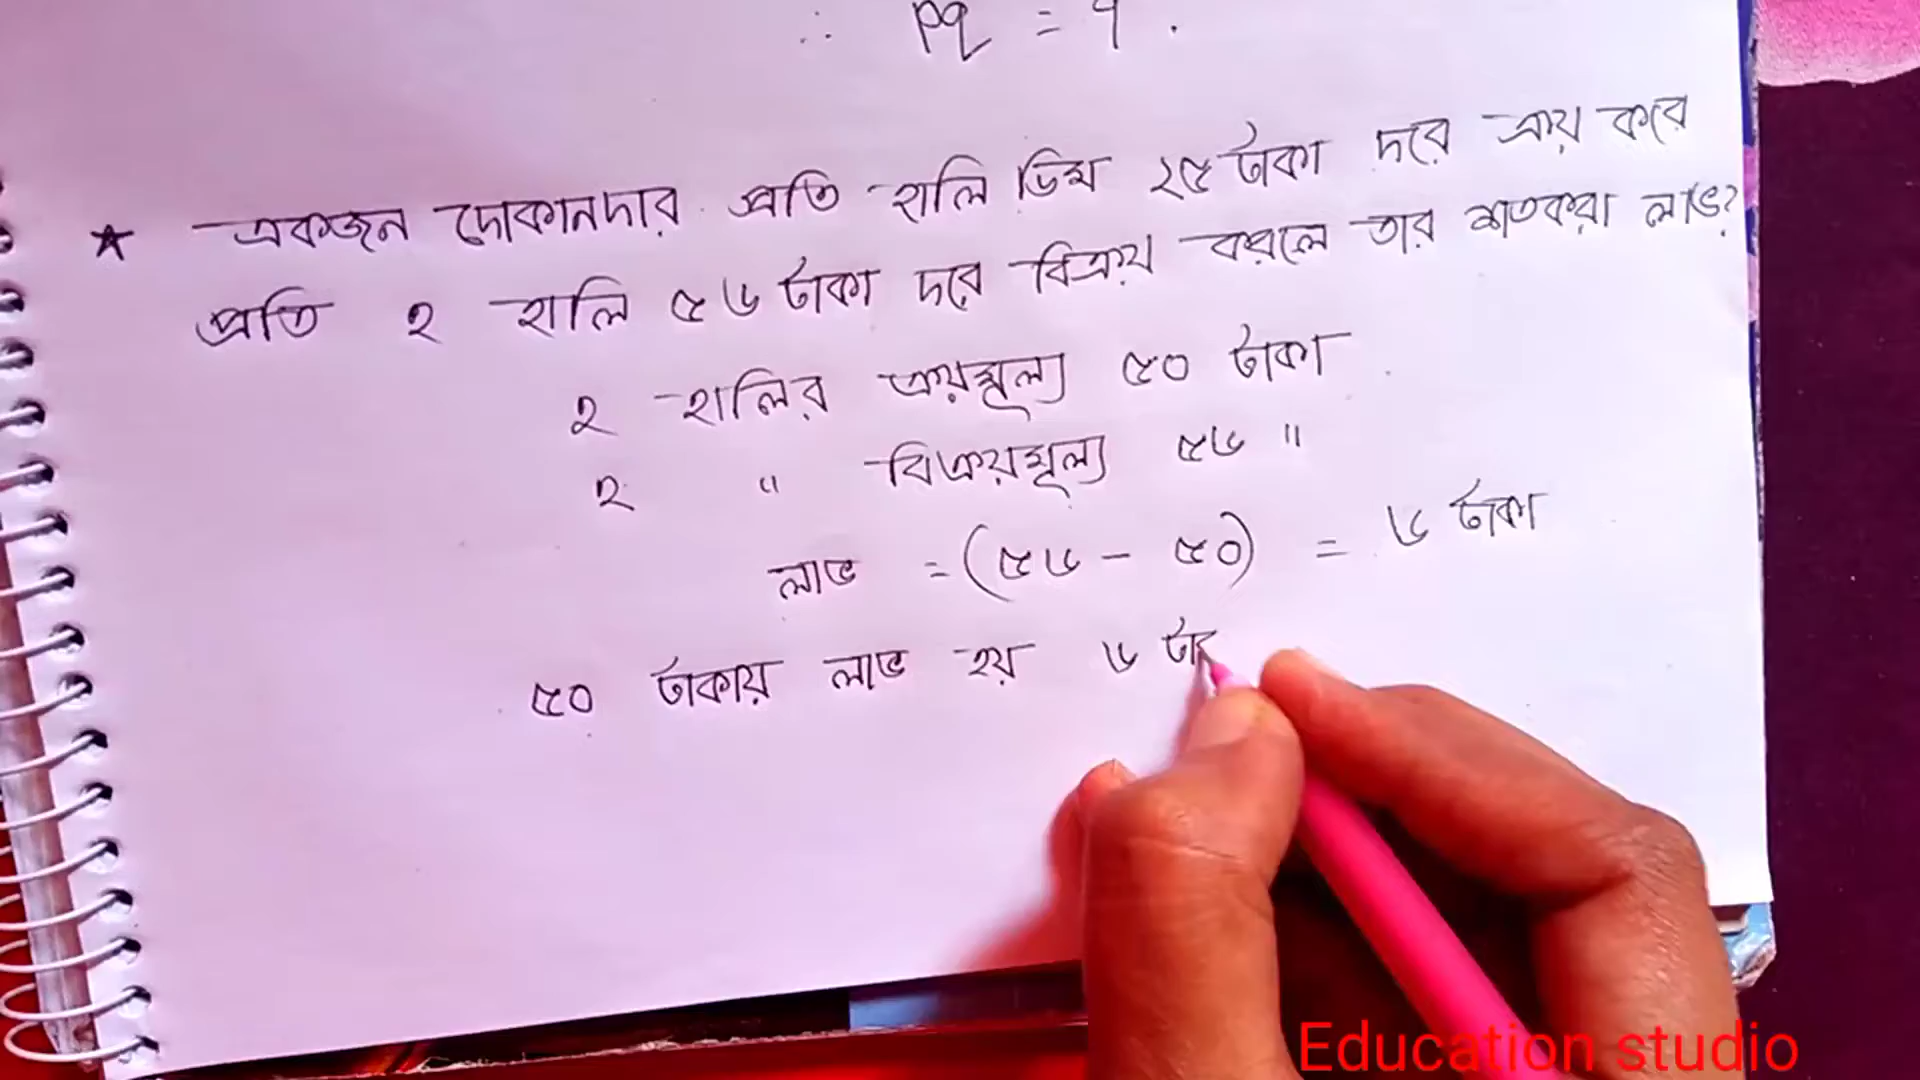 ∴ pq = 9.
★ একজন দোকানদার প্রতি হালি ডিম ২৫ টাকা দরে ক্রয় করে
প্রতি ২ হালি ৫৬ টাকা দরে বিক্রয় করলে তার শতকরা লাভ?
২ হালির ক্রয়মূল্য ৫০ টাকা
২ " বিক্রয়মূল্য ৫৬ "
লাভ = (৫৬ - ৫০) = ৬ টাকা
৫০ টাকায় লাভ হয় ৬ টাক
Education studio